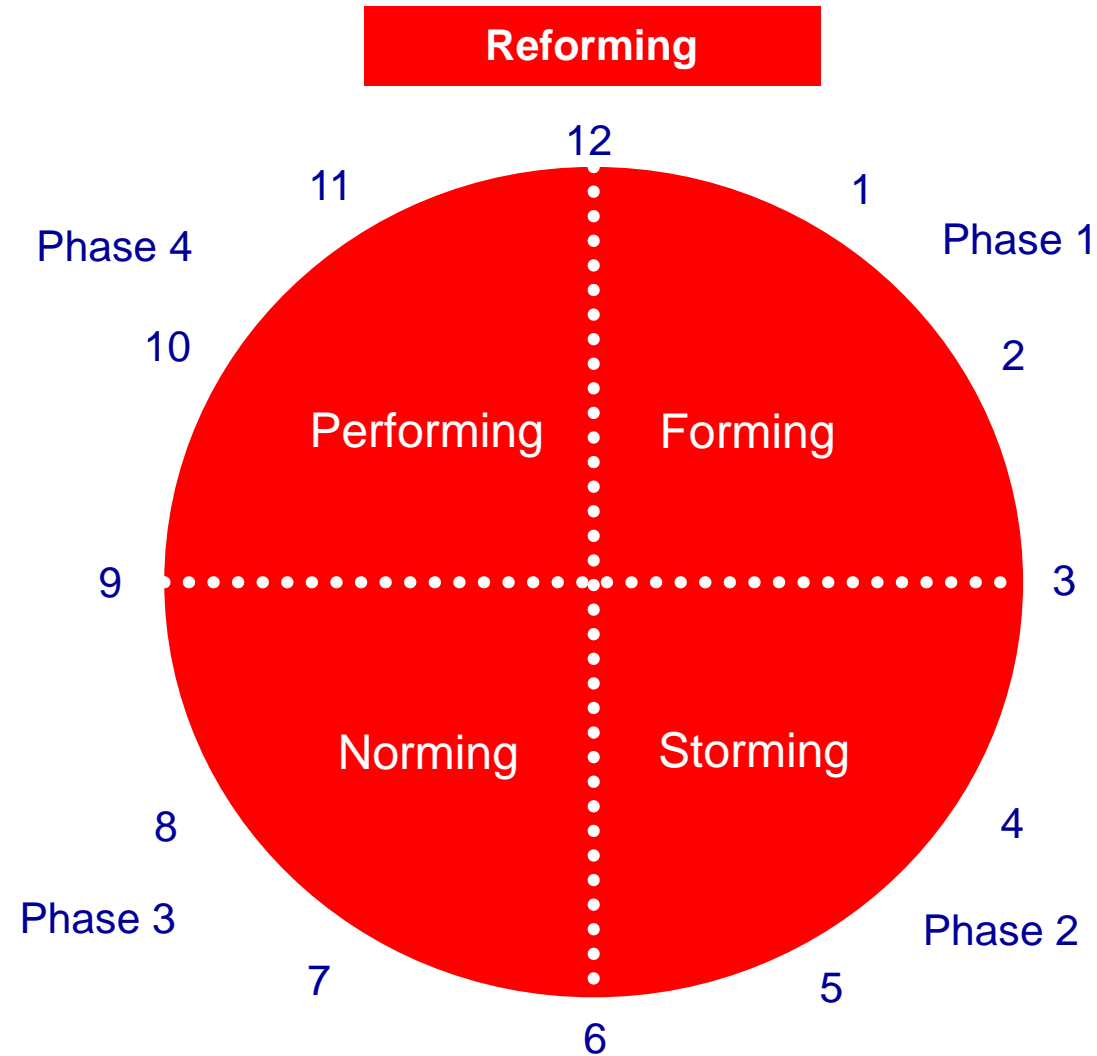 Reforming
12
11
1
Phase 4
Phase 1
10
2
Performing
Forming
9
3
Norming
Storming
8
4
Phase 3
Phase 2
7
5
6